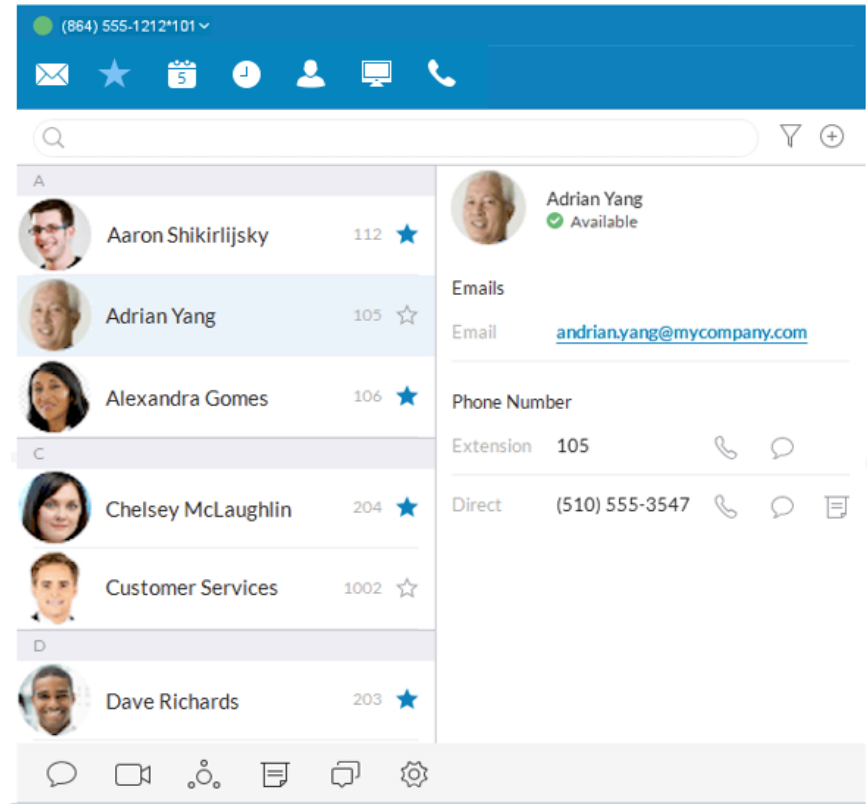 (864) 555-1212*101
5
A
Aaron Shikirlijsky 112
Adrian Yang 105
Alexandra Gomes 106
C
Chelsey McLaughlin 204
Customer Services 1002
D
Dave Richards 203
Adrian Yang
Available
Emails
Email andrian.yang@mycompany.com
Phone Number
Extension 105
Direct (510) 555-3547